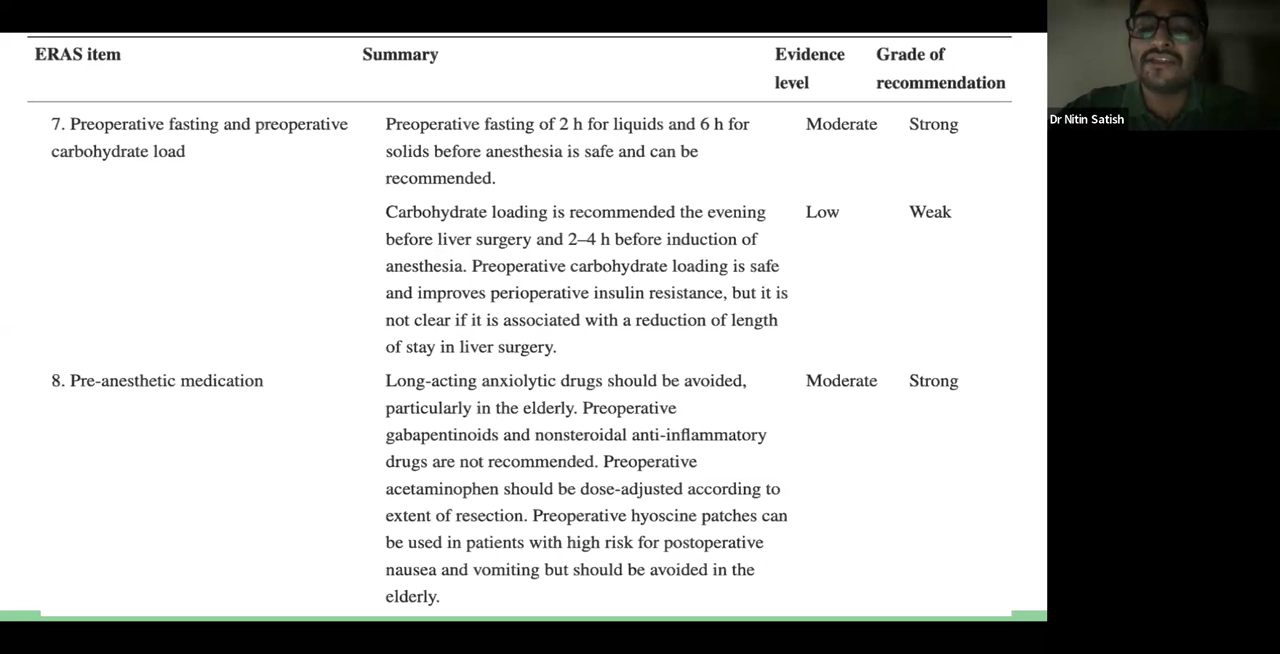 ERAS item Summary Evidence level Grade of recommendation
7. Preoperative fasting and preoperative
carbohydrate load
Preoperative fasting of 2 h for liquids and 6 h for
solids before anesthesia is safe and can be
recommended.
Moderate Strong
Carbohydrate loading is recommended the evening
before liver surgery and 2–4 h before induction of
anesthesia. Preoperative carbohydrate loading is safe
and improves perioperative insulin resistance, but it is
not clear if it is associated with a reduction of length
of stay in liver surgery.
Low Weak
8. Pre-anesthetic medication
Long-acting anxiolytic drugs should be avoided,
particularly in the elderly. Preoperative
gabapentinoids and nonsteroidal anti-inflammatory
drugs are not recommended. Preoperative
acetaminophen should be dose-adjusted according to
extent of resection. Preoperative hyoscine patches can
be used in patients with high risk for postoperative
nausea and vomiting but should be avoided in the
elderly.
Moderate Strong
Dr Nitin Satish